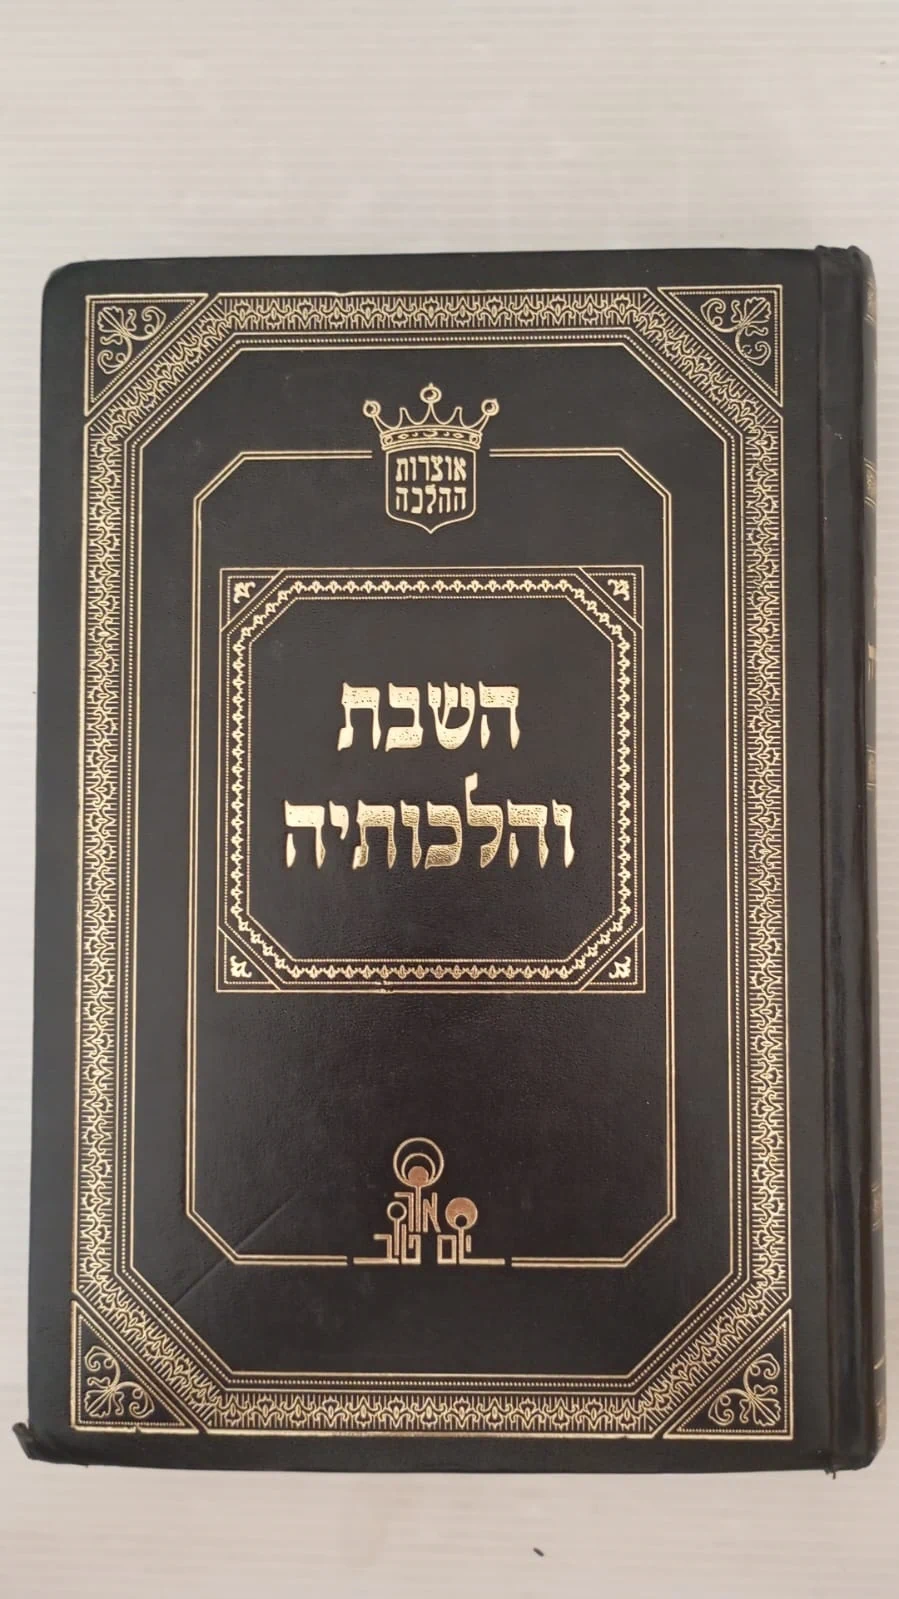 אוצרות
ההלכה
השבת
והלכותיה
אור
יום טוב